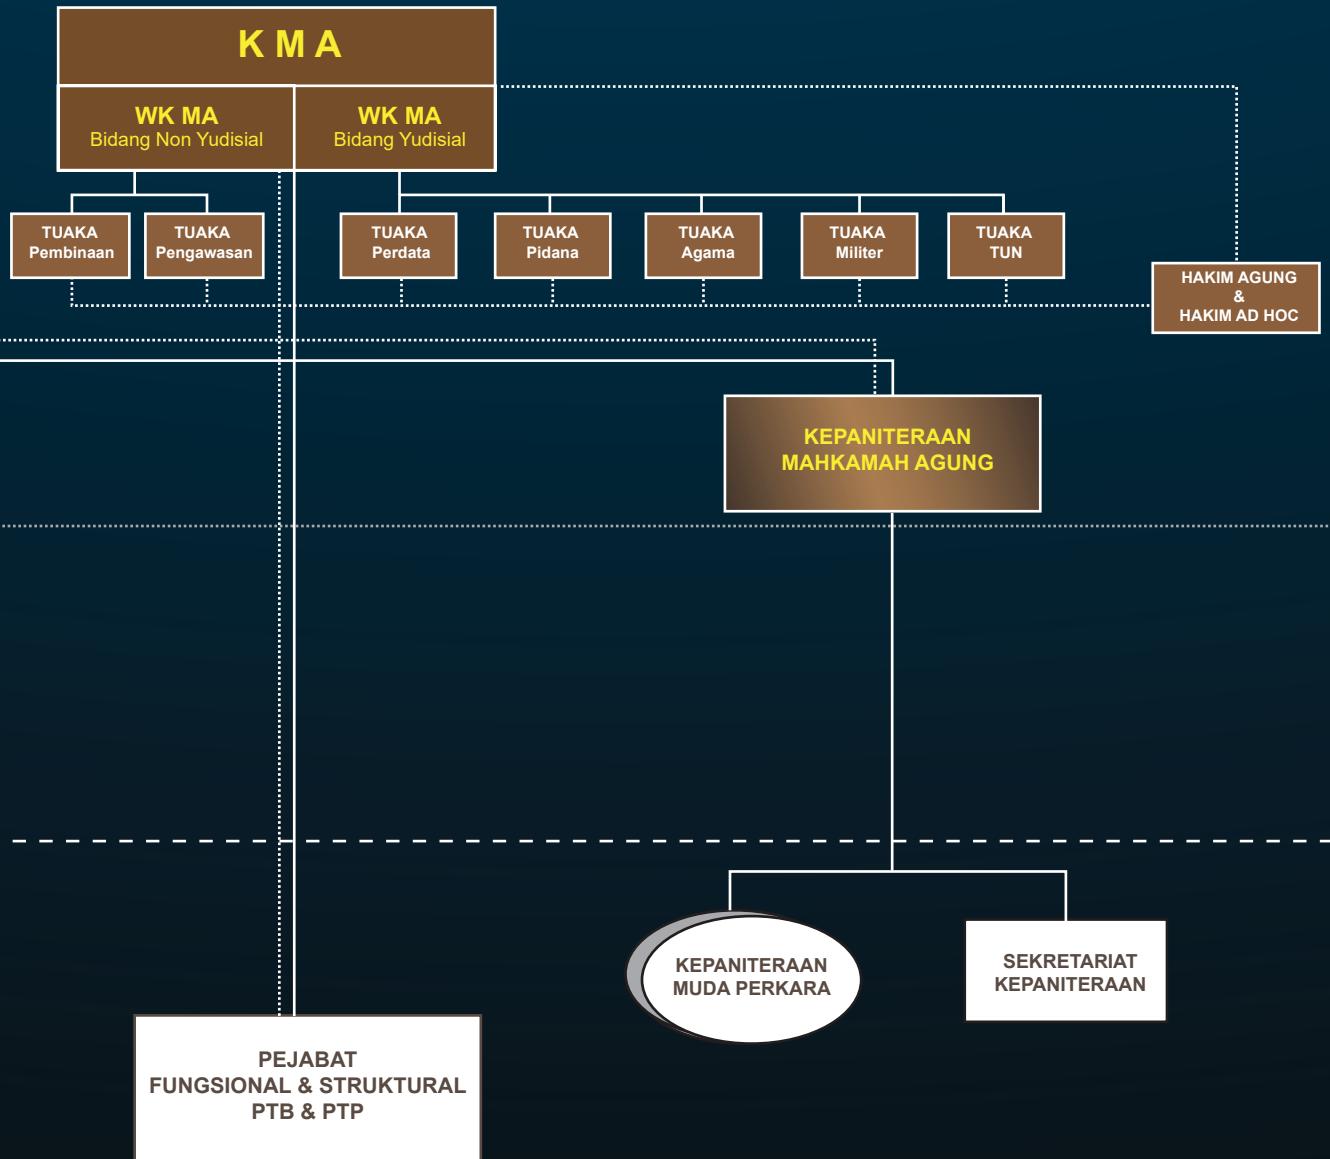 K M A
WK MA
Bidang Non Yudisial
WK MA
Bidang Yudisial
TUAKA
Pembinaan
TUAKA
Pengawasan
TUAKA
Perdata
TUAKA
Pidana
TUAKA
Agama
TUAKA
Militer
TUAKA
TUN
HAKIM AGUNG
&
HAKIM AD HOC
KEPANITERAAN
MAHKAMAH AGUNG
KEPANITERAAN
MUDA PERKARA
SEKRETARIAT
KEPANITERAAN
PEJABAT
FUNGSIONAL & STRUKTURAL
PTB & PTP